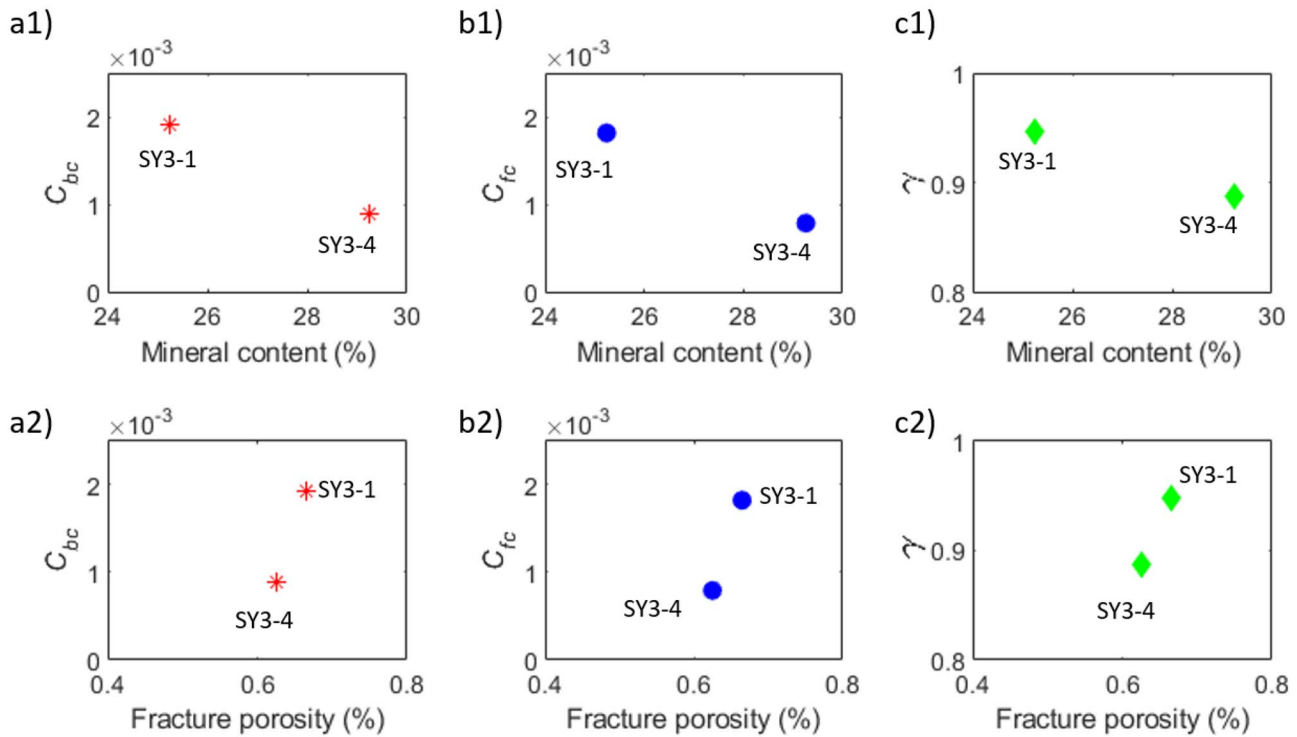 a1)
×10⁻³
C_bc
2
1
0
SY3-1
SY3-4
24 26 28 30
Mineral content (%)
b1)
×10⁻³
C_fc
2
1
0
SY3-1
SY3-4
24 26 28 30
Mineral content (%)
c1)
γ
1
0.9
0.8
SY3-1
SY3-4
24 26 28 30
Mineral content (%)
a2)
×10⁻³
C_bc
2
1
0
SY3-1
SY3-4
0.4 0.6 0.8
Fracture porosity (%)
b2)
×10⁻³
C_fc
2
1
0
SY3-1
SY3-4
0.4 0.6 0.8
Fracture porosity (%)
c2)
γ
1
0.9
0.8
SY3-1
SY3-4
0.4 0.6 0.8
Fracture porosity (%)